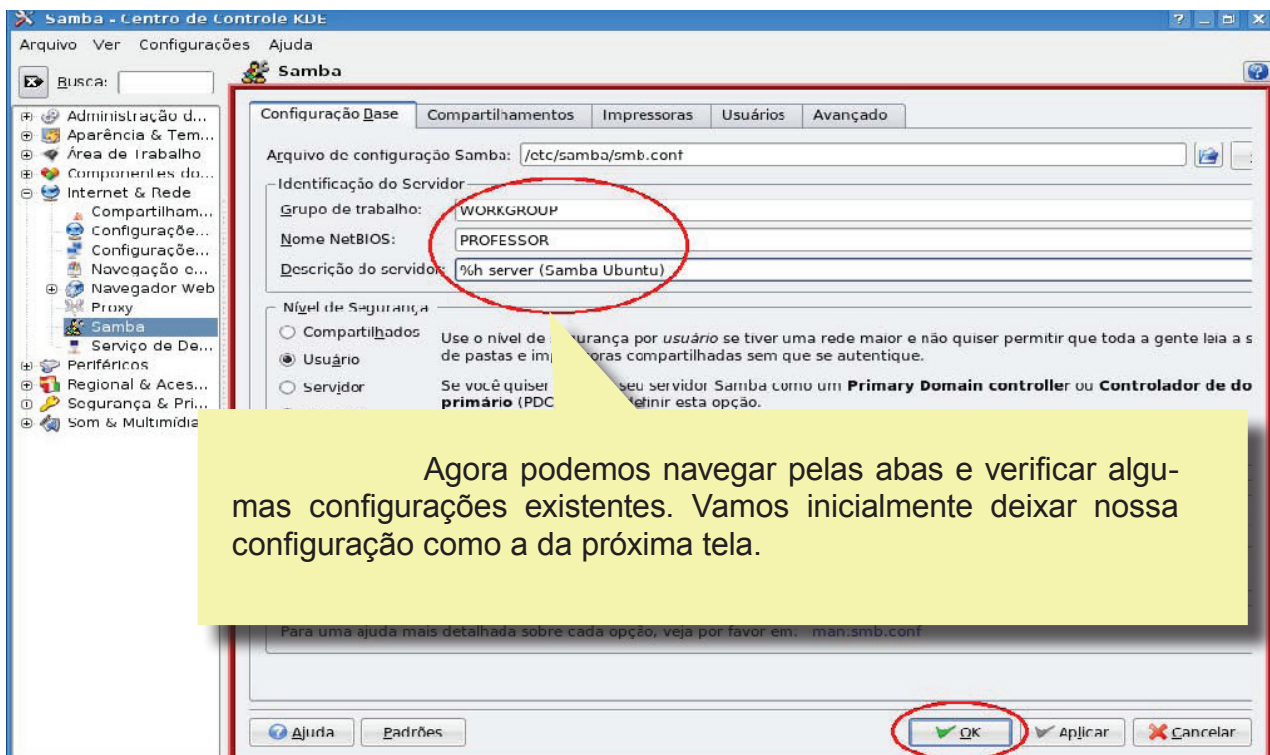 Samba - Centro de Controle KDE
Arquivo Ver Configurações Ajuda
Busca:
Samba
Administração d...
Aparência & Tem...
Área de Trabalho
Componentes do...
Internet & Rede
Compartilham...
Configuraçõe...
Configuraçõe...
Navegação e...
Navegador Web
Proxy
Samba
Serviço de De...
Periféricos
Regional & Aces...
Segurança & Pri...
Som & Multimídia
Configuração Base Compartilhamentos Impressoras Usuários Avançado
Arquivo de configuração Samba: /etc/samba/smb.conf
Identificação do Servidor
Grupo de trabalho: WORKGROUP
Nome NetBIOS: PROFESSOR
Descrição do servidor: %h server (Samba Ubuntu)
Nível de Segurança
Compartilhados
Usuário
Servidor
Use o nível de segurança por usuário se tiver uma rede maior e não quiser permitir que toda a gente leia a s
de pastas e impressoras compartilhadas sem que se autentique.
Se você quiser seu servidor Samba como um Primary Domain controller ou Controlador de do
primário (PDC definir esta opção.
Agora podemos navegar pelas abas e verificar algu-
mas configurações existentes. Vamos inicialmente deixar nossa
configuração como a da próxima tela.
Para uma ajuda mais detalhada sobre cada opção, veja por favor em: man:smb.conf
Ajuda Padrões OK Aplicar Cancelar